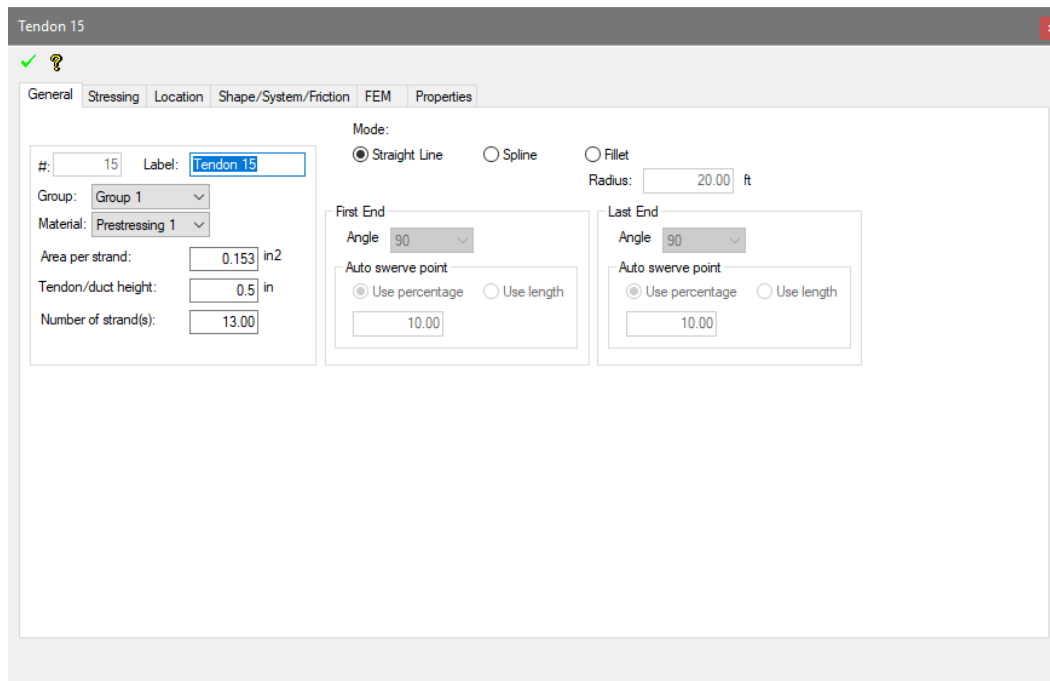 Tendon 15
General Stressing Location Shape/System/Friction FEM Properties
Mode:
Straight Line Spline Fillet
Radius: 20.00 ft
#: 15 Label: Tendon 15
Group: Group 1
Material: Prestressing 1
Area per strand: 0.153 in2
Tendon/duct height: 0.5 in
Number of strand(s): 13.00
First End
Angle 90
Auto swerve point
Use percentage Use length
10.00
Last End
Angle 90
Auto swerve point
Use percentage Use length
10.00